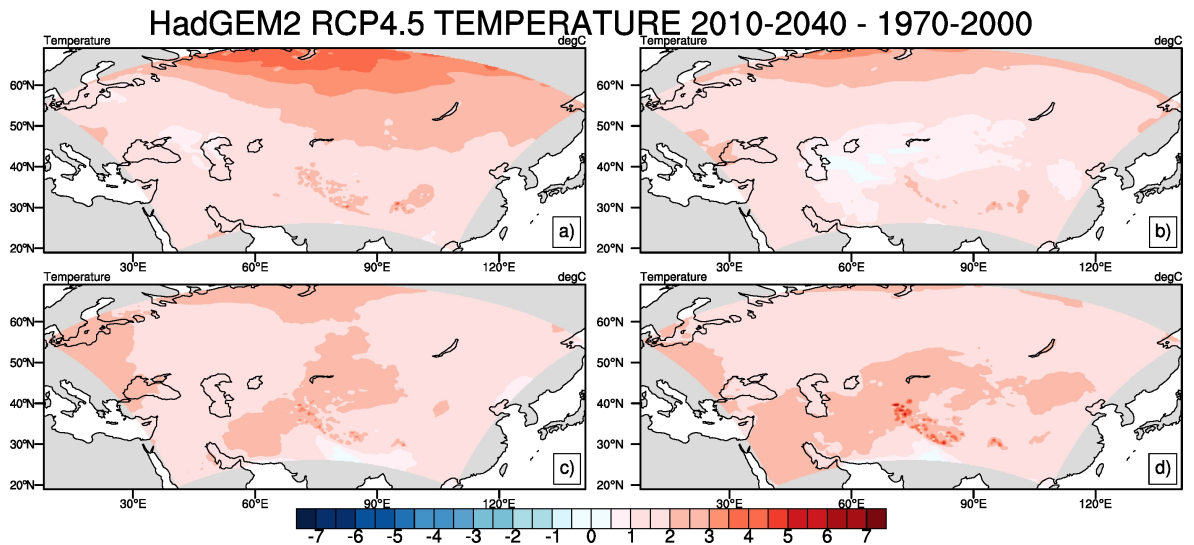 HadGEM2 RCP4.5 TEMPERATURE 2010-2040 - 1970-2000
Temperature degC Temperature degC
60°N 60°N
50°N 50°N
40°N 40°N
30°N 30°N
20°N a) 20°N b)
30°E 60°E 90°E 120°E 30°E 60°E 90°E 120°E
Temperature degC Temperature degC
60°N 60°N
50°N 50°N
40°N 40°N
30°N 30°N
20°N c) 20°N d)
30°E 60°E 90°E 120°E 30°E 60°E 90°E 120°E
-7 -6 -5 -4 -3 -2 -1 0 1 2 3 4 5 6 7